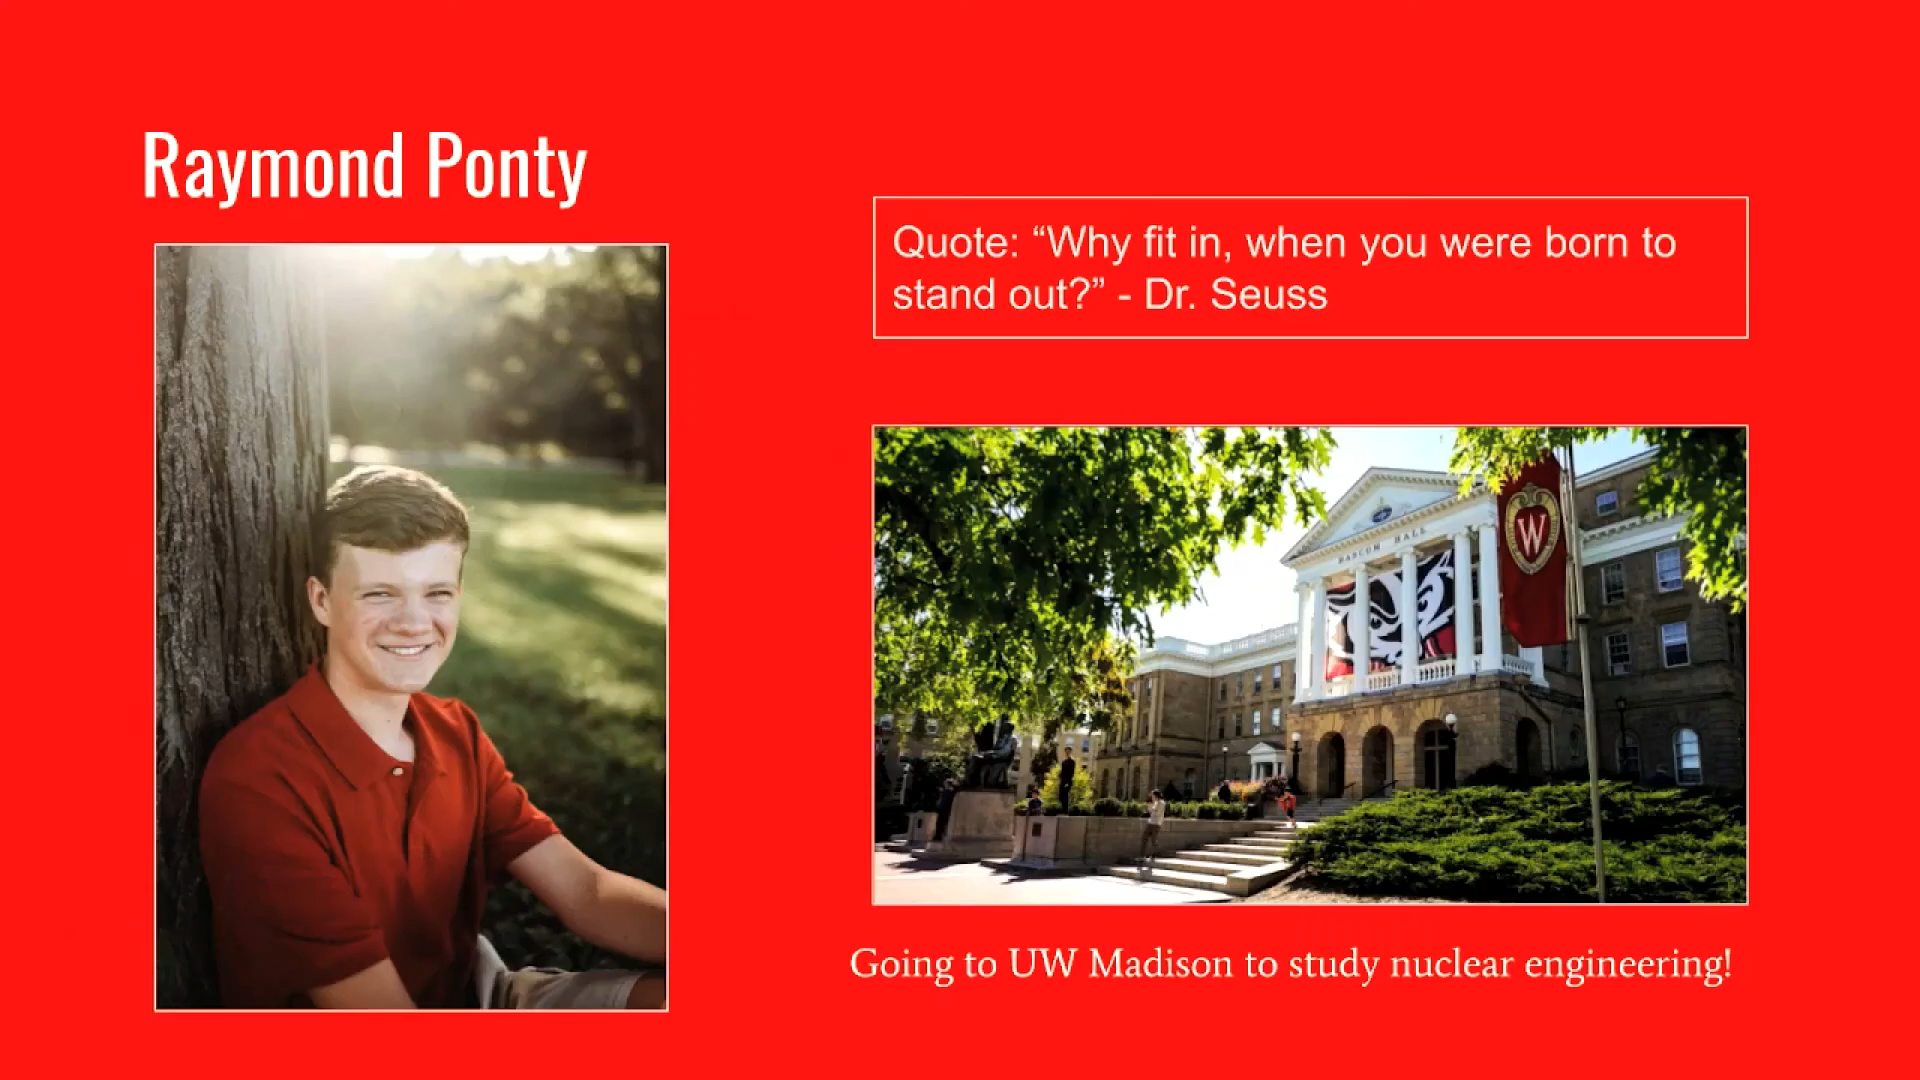 Raymond Ponty
Quote: “Why fit in, when you were born to
stand out?” - Dr. Seuss
BASCOM HALL
W
Going to UW Madison to study nuclear engineering!